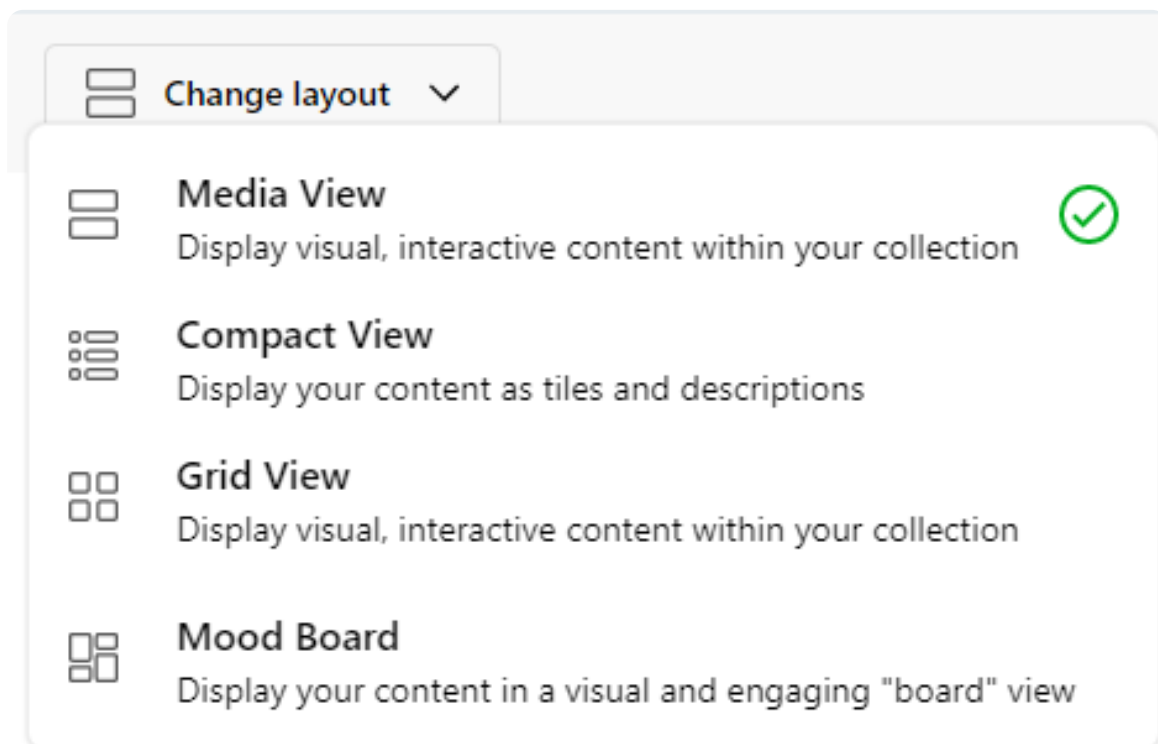 Change layout
Media View
Display visual, interactive content within your collection
Compact View
Display your content as tiles and descriptions
Grid View
Display visual, interactive content within your collection
Mood Board
Display your content in a visual and engaging "board" view